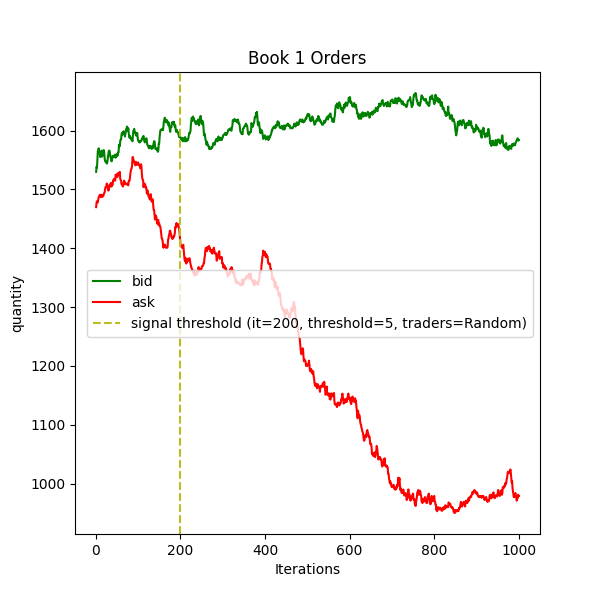 Book 1 Orders
quantity
1600
1500
1400
1300
1200
1100
1000
bid
ask
signal threshold (it=200, threshold=5, traders=Random)
0
200
400
600
800
1000
Iterations